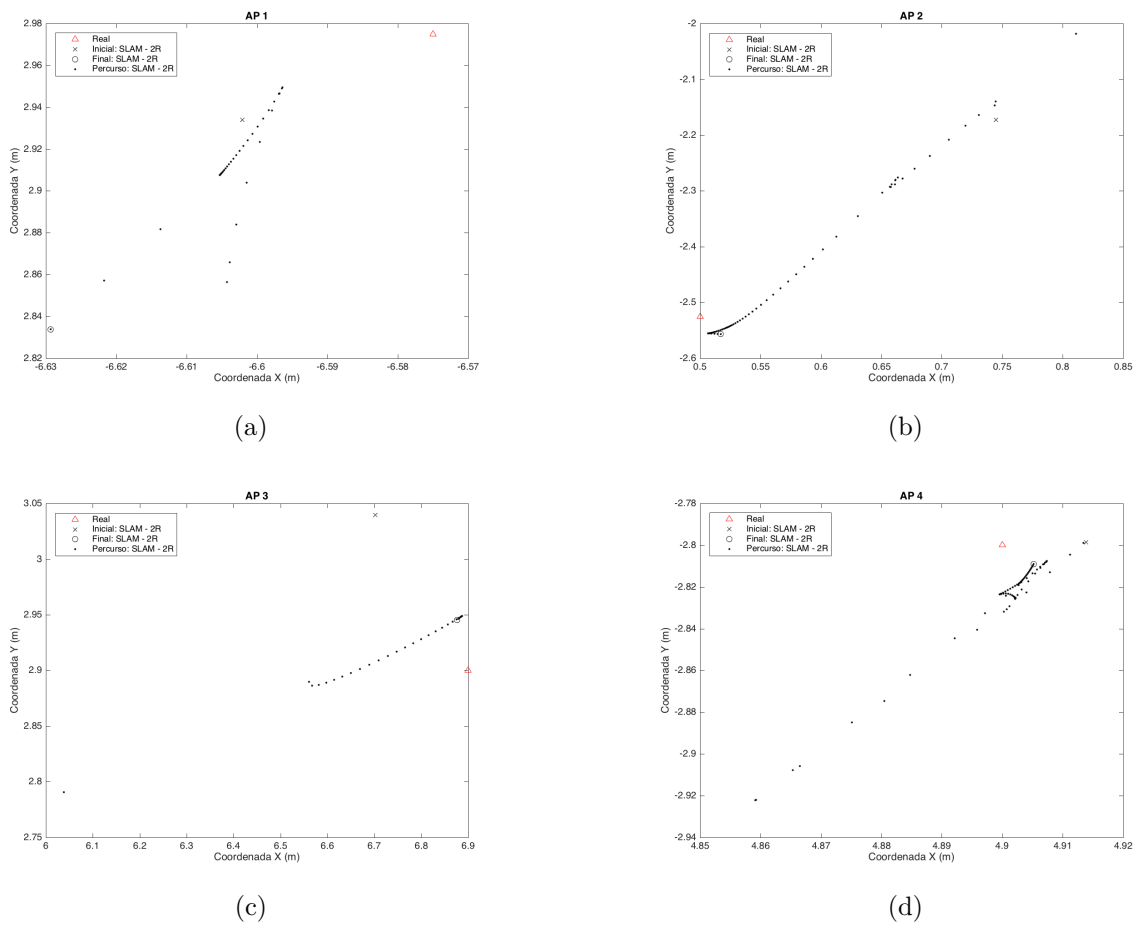 AP 1
Real
Inicial: SLAM - 2R
Final: SLAM - 2R
Percurso: SLAM - 2R
2.98
2.96
2.94
2.92
2.9
2.88
2.86
2.84
2.82
Coordenada Y (m)
-6.63 -6.62 -6.61 -6.6 -6.59 -6.58 -6.57
Coordenada X (m)
(a)
AP 2
Real
Inicial: SLAM - 2R
Final: SLAM - 2R
Percurso: SLAM - 2R
-2
-2.1
-2.2
-2.3
-2.4
-2.5
-2.6
Coordenada Y (m)
0.5 0.55 0.6 0.65 0.7 0.75 0.8 0.85
Coordenada X (m)
(b)
AP 3
Real
Inicial: SLAM - 2R
Final: SLAM - 2R
Percurso: SLAM - 2R
3.05
3
2.95
2.9
2.85
2.8
2.75
Coordenada Y (m)
6 6.1 6.2 6.3 6.4 6.5 6.6 6.7 6.8 6.9
Coordenada X (m)
(c)
AP 4
Real
Inicial: SLAM - 2R
Final: SLAM - 2R
Percurso: SLAM - 2R
-2.78
-2.8
-2.82
-2.84
-2.86
-2.88
-2.9
-2.92
-2.94
Coordenada Y (m)
4.85 4.86 4.87 4.88 4.89 4.9 4.91 4.92
Coordenada X (m)
(d)